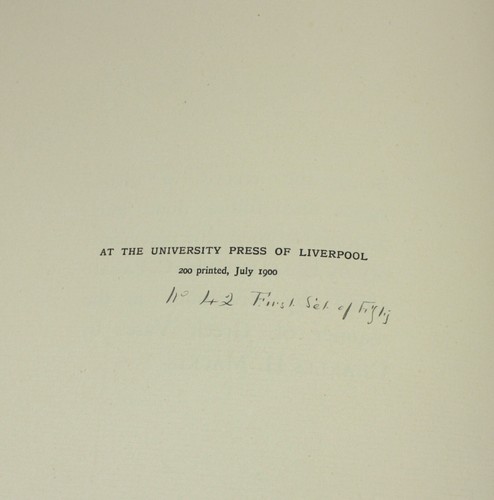 AT THE UNIVERSITY PRESS OF LIVERPOOL
200 printed, July 1900
No 42 First Set of Fifty